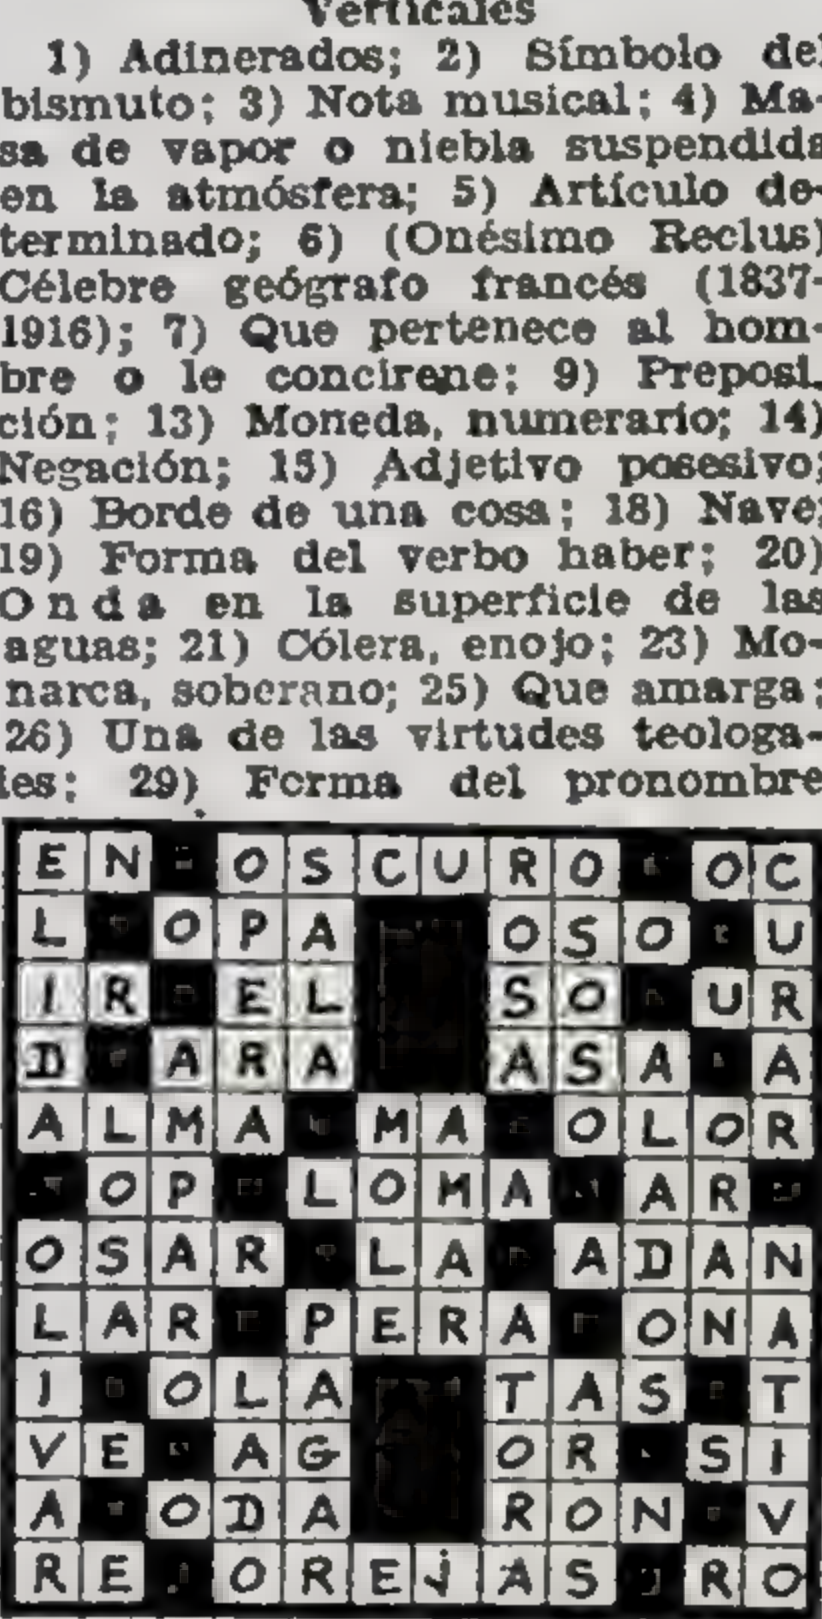 Verticales
1) Adinerados; 2) Símbolo del
bismuto; 3) Nota musical; 4) Ma-
sa de vapor o niebla suspendida
en la atmósfera; 5) Artículo de-
terminado; 6) (Onésimo Reclus)
Célebre geógrafo francés (1837-
1916); 7) Que pertenece al hom-
bre o le concirene; 9) Preposi-
ción; 13) Moneda, numerario; 14)
Negación; 15) Adjetivo posesivo;
16) Borde de una cosa; 18) Nave;
19) Forma del verbo haber; 20)
Onda en la superficie de las
aguas; 21) Cólera, enojo; 23) Mo-
narca, soberano; 25) Que amarga;
26) Una de las virtudes teologa-
les; 29) Forma del pronombre
E N O S C U R O O C
L O P A O S O U
I R E L S O U R
D A R A A S A A
A L M A M A O L O R
O P L O M A A R
O S A R L A A D A N
L A R P E R A O N A
I O L A T A S T
V E A G O R S I
A O D A R O N V
R E O R E J A S R O